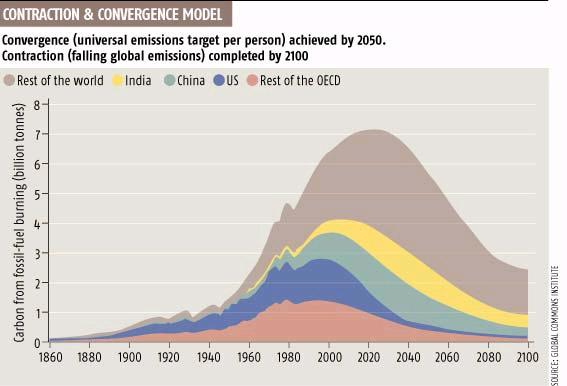 CONTRACTION & CONVERGENCE MODEL
Convergence (universal emissions target per person) achieved by 2050.
Contraction (falling global emissions) completed by 2100
Rest of the world India China US Rest of the OECD
Carbon from fossil-fuel burning (billion tonnes)
8
7
6
5
4
3
2
1
0
1860 1880 1900 1920 1940 1960 1980 2000 2020 2040 2060 2080 2100
SOURCE: GLOBAL COMMONS INSTITUTE